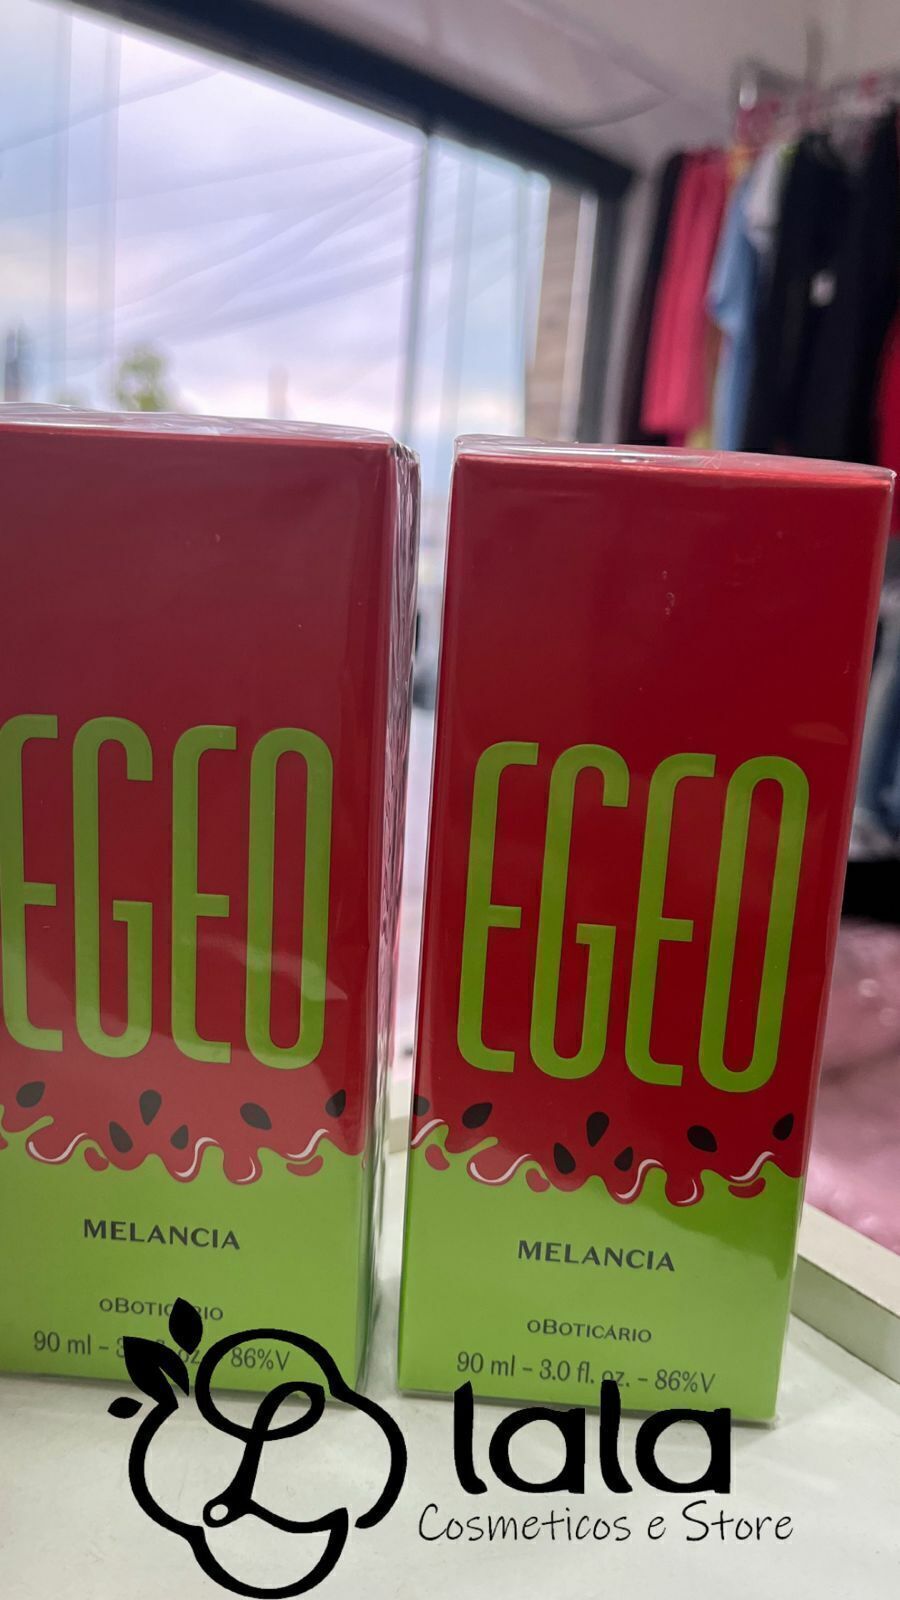 EGEO
MELANCIA
oBOTICÁRIO
90 ml - 86%V
EGEO
MELANCIA
oBOTICÁRIO
90 ml - 3.0 fl. oz. - 86%V
L
lala
Cosmeticos e Store